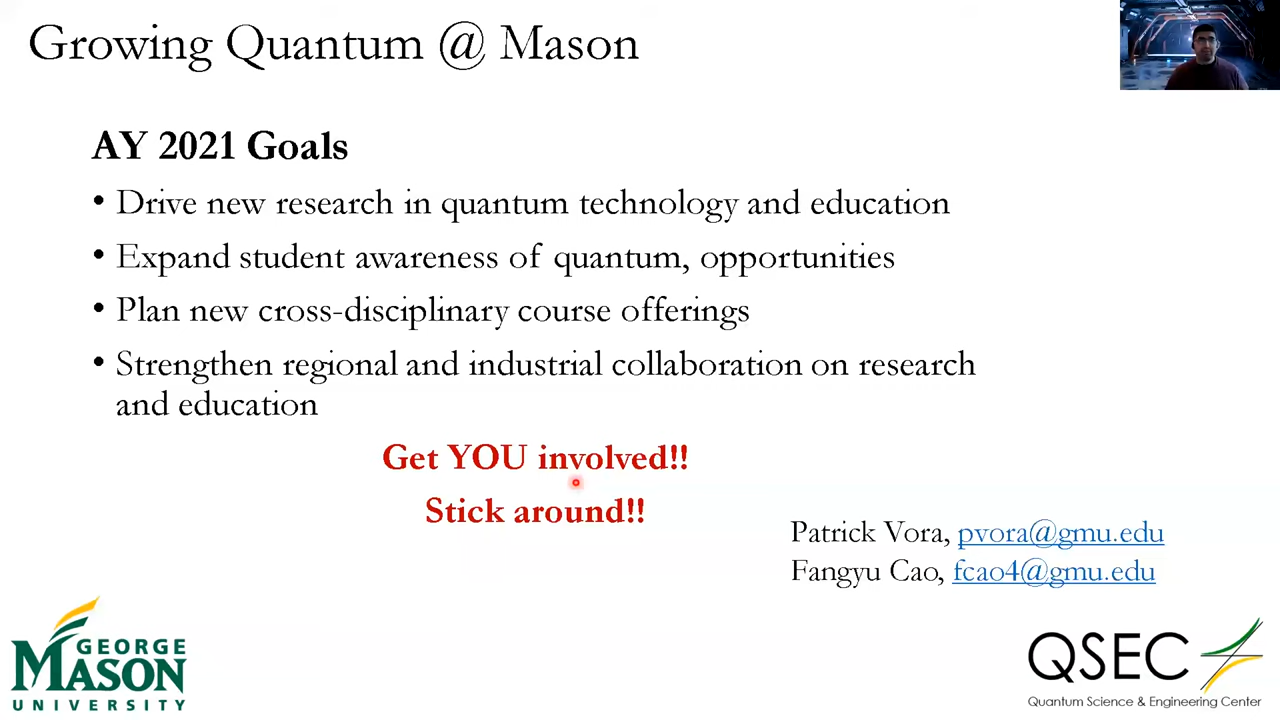 Growing Quantum @ Mason
AY 2021 Goals
• Drive new research in quantum technology and education
• Expand student awareness of quantum, opportunities
• Plan new cross-disciplinary course offerings
• Strengthen regional and industrial collaboration on research
and education
Get YOU involved!!
Stick around!!
Patrick Vora, pvora@gmu.edu
Fangyu Cao, fcao4@gmu.edu
GEORGE
MASON
UNIVERSITY
QSEC
Quantum Science & Engineering Center